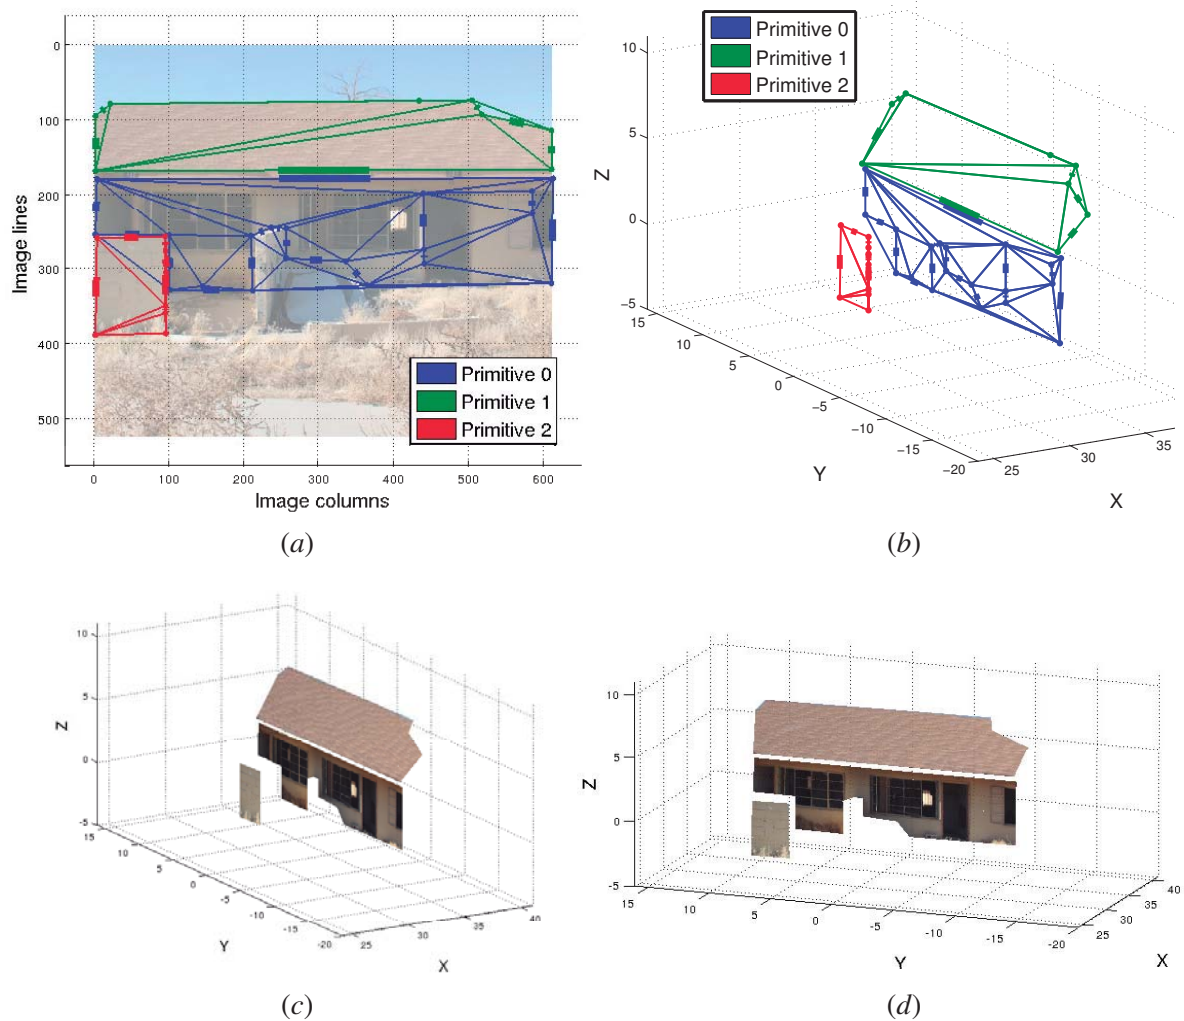 0
100
200
300
400
500
Image lines
Primitive 0
Primitive 1
Primitive 2
0 100 200 300 400 500 600
Image columns
(a)
Primitive 0
Primitive 1
Primitive 2
10
5
0
−5
Z
15
10
5
0
−5
−10
−15
−20
Y
25
30
35
X
(b)
10
5
0
-5
Z
15
10
5
0
-5
-10
-15
-20
Y
25
30
35
40
X
(c)
10
5
0
-5
Z
15 10 5 0 -5 -10 -15 -20
Y
25
30
35
40
X
(d)